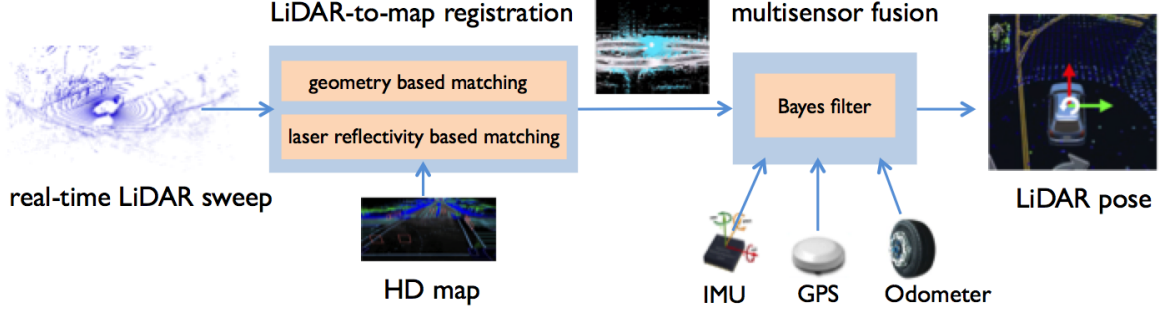 LiDAR-to-map registration
multisensor fusion
geometry based matching
laser reflectivity based matching
Bayes filter
real-time LiDAR sweep
LiDAR pose
HD map
IMU
GPS
Odometer